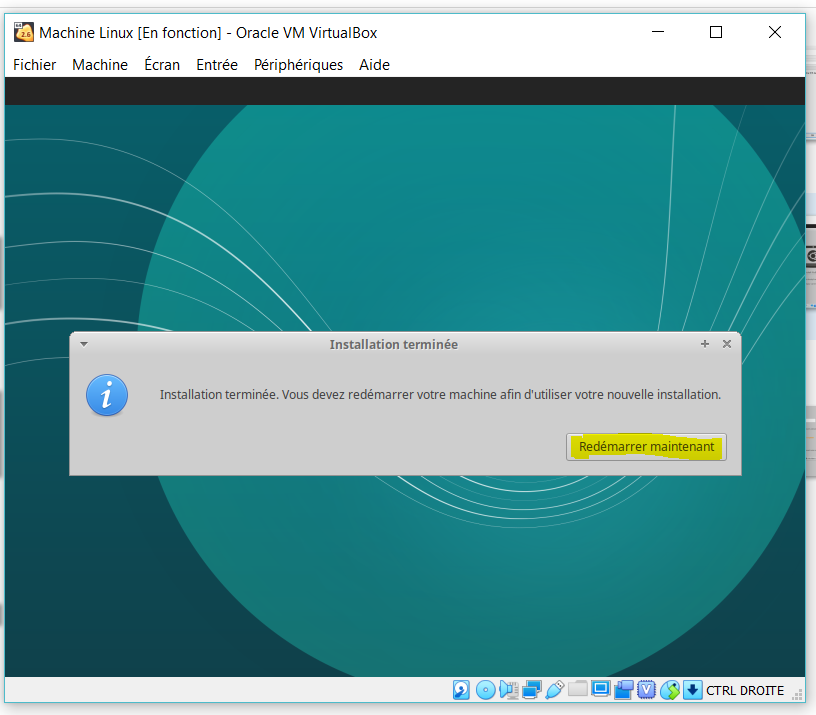 Machine Linux [En fonction] - Oracle VM VirtualBox
Fichier Machine Écran Entrée Périphériques Aide
Installation terminée
Installation terminée. Vous devez redémarrer votre machine afin d'utiliser votre nouvelle installation.
Redémarrer maintenant
CTRL DROITE